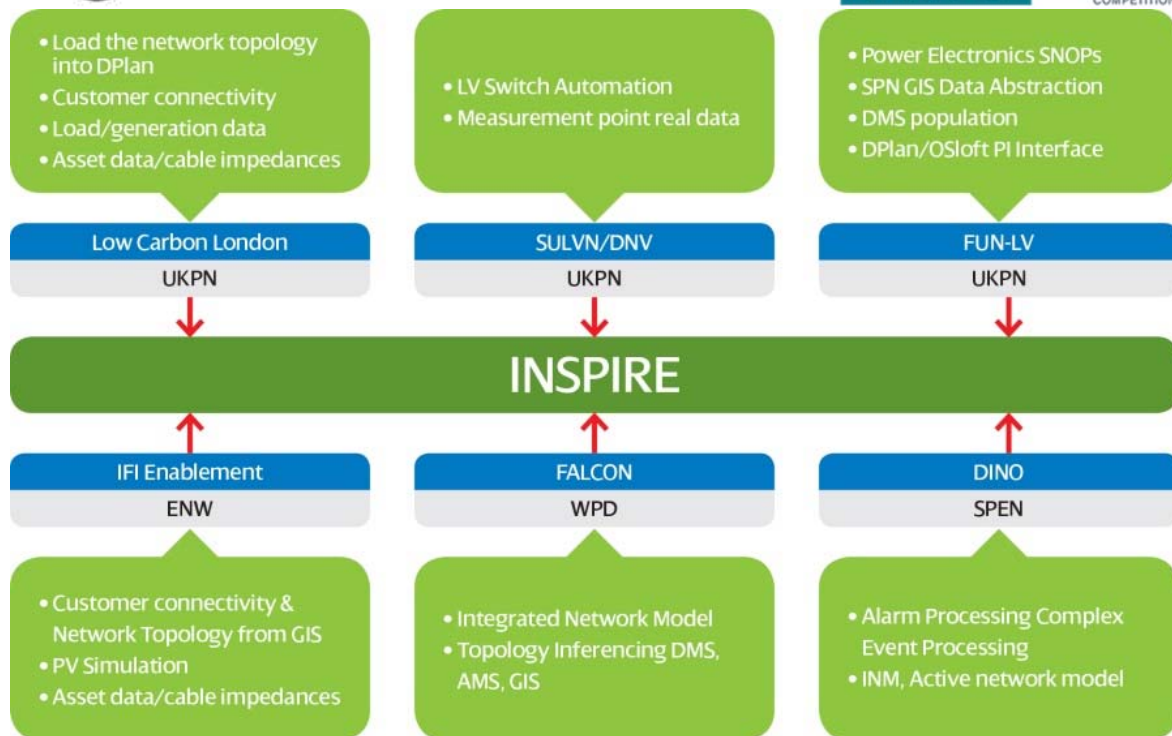 COMPETITION
• Load the network topology
into DPlan
• Customer connectivity
• Load/generation data
• Asset data/cable impedances
• LV Switch Automation
• Measurement point real data
• Power Electronics SNOPs
• SPN GIS Data Abstraction
• DMS population
• DPlan/OSloft PI Interface
Low Carbon London
UKPN
SULVN/DNV
UKPN
FUN-LV
UKPN
INSPIRE
IFI Enablement
ENW
FALCON
WPD
DINO
SPEN
• Customer connectivity &
Network Topology from GIS
• PV Simulation
• Asset data/cable impedances
• Integrated Network Model
• Topology Inferencing DMS,
AMS, GIS
• Alarm Processing Complex
Event Processing
• INM, Active network model